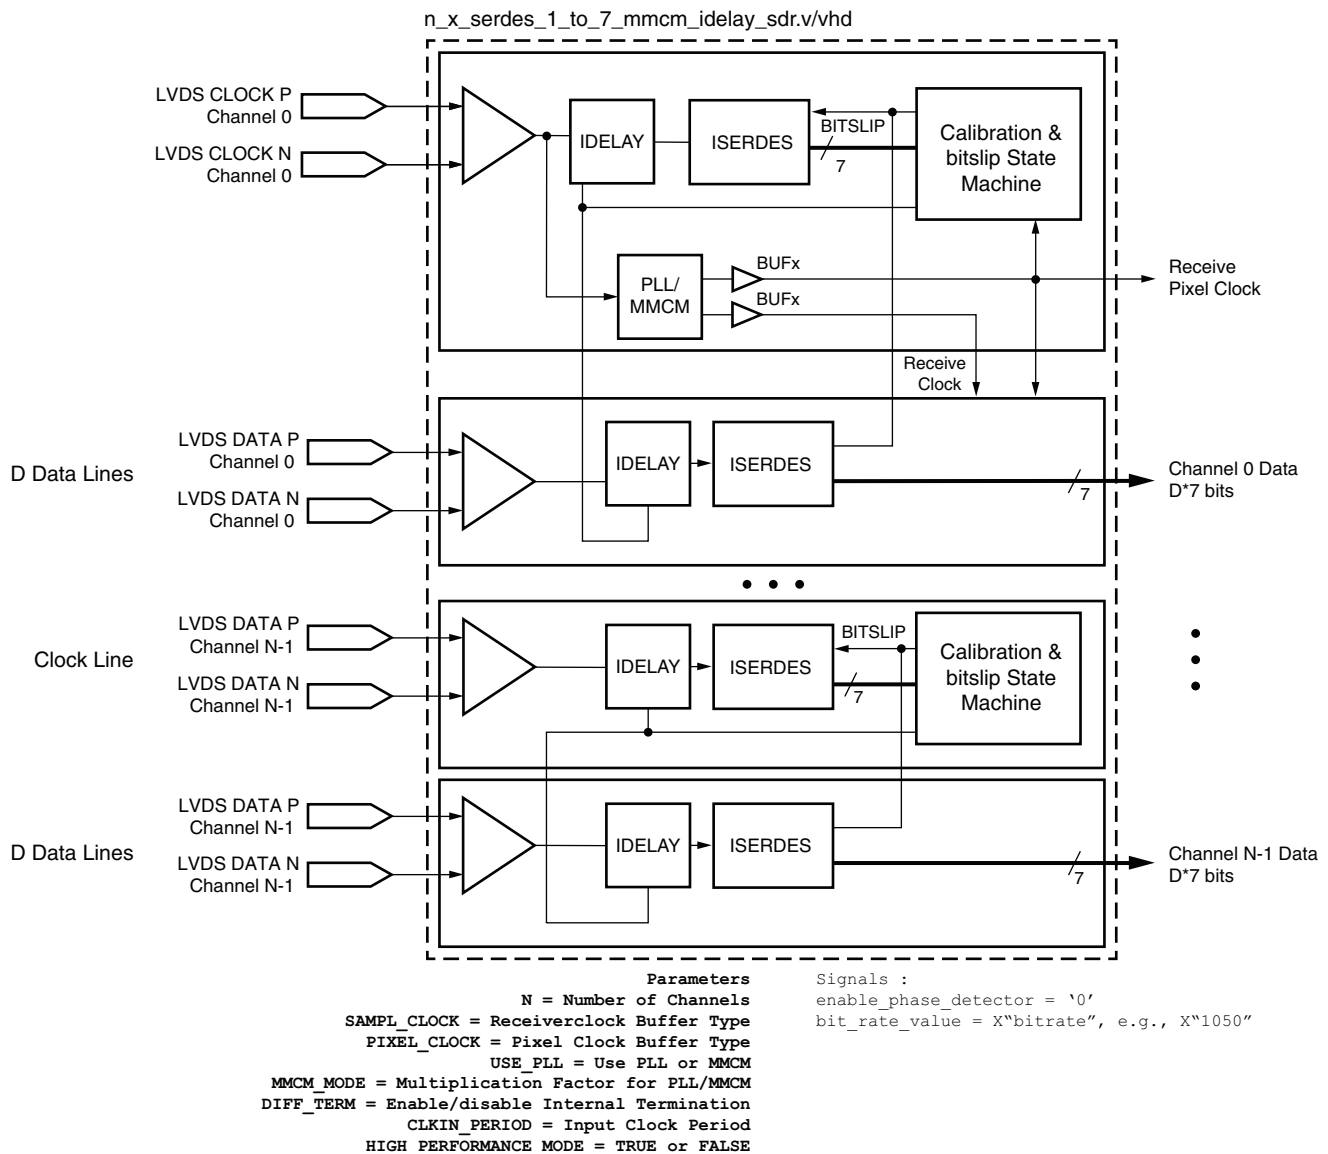 n_x_serdes_1_to_7_mmcm_idelay_sdr.v/vhd
LVDS CLOCK P
Channel 0
LVDS CLOCK N
Channel 0
IDELAY
ISERDES
BITSLIP
7
Calibration &
bitslip State
Machine
PLL/
MMCM
BUFx
BUFx
Receive
Pixel Clock
Receive
Clock
D Data Lines
LVDS DATA P
Channel 0
LVDS DATA N
Channel 0
IDELAY
ISERDES
7
Channel 0 Data
D*7 bits
Clock Line
LVDS DATA P
Channel N-1
LVDS DATA N
Channel N-1
IDELAY
ISERDES
BITSLIP
7
Calibration &
bitslip State
Machine
D Data Lines
LVDS DATA P
Channel N-1
LVDS DATA N
Channel N-1
IDELAY
ISERDES
7
Channel N-1 Data
D*7 bits
Parameters
N = Number of Channels
SAMPL_CLOCK = Receiverclock Buffer Type
PIXEL_CLOCK = Pixel Clock Buffer Type
USE_PLL = Use PLL or MMCM
MMCM_MODE = Multiplication Factor for PLL/MMCM
DIFF_TERM = Enable/disable Internal Termination
CLKIN_PERIOD = Input Clock Period
HIGH PERFORMANCE MODE = TRUE or FALSE
Signals :
enable_phase_detector = ‘0’
bit_rate_value = X“bitrate”, e.g., X“1050”